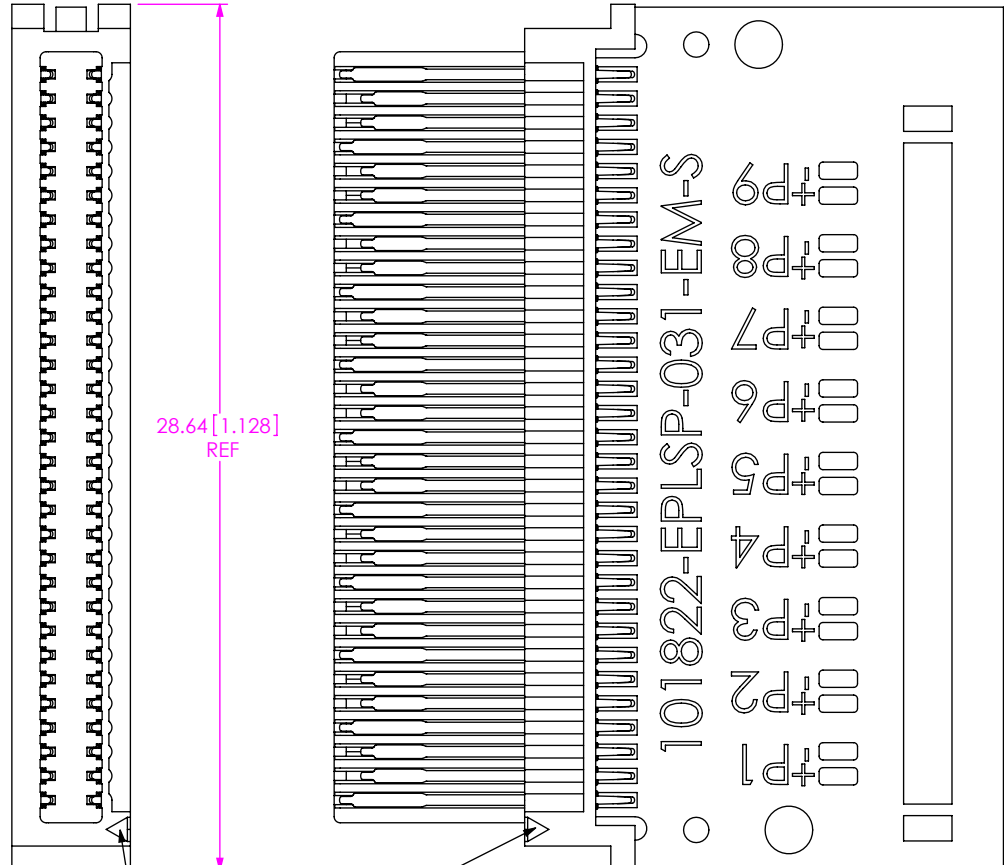 28.64[1.128]
REF
101822-EPLSP-031-EM-S
P9 - +
P8 - +
P7 - +
P6 - +
P5 - +
P4 - +
P3 - +
P2 - +
P1 - +